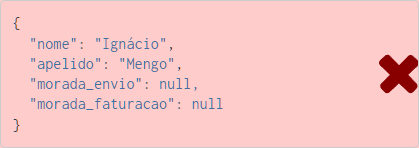 {
"nome": "Ignácio",
"apelido": "Mengo",
"morada_envio": null,
"morada_faturacao": null
}